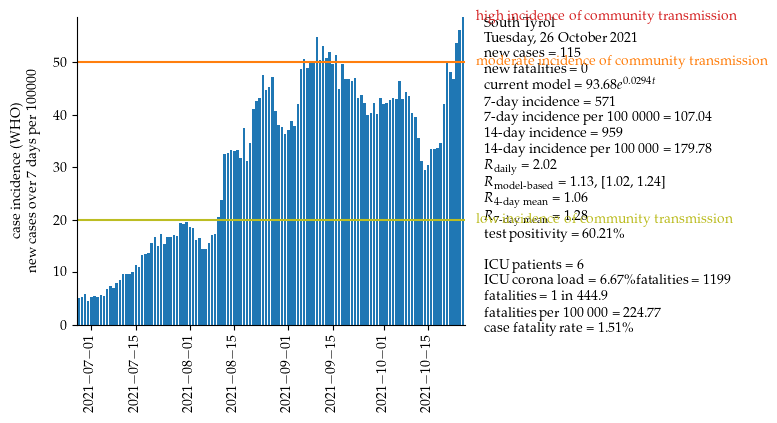 case incidence (WHO)
new cases over 7 days per 100000
50
40
30
20
10
0
2021−07−01
2021−07−15
2021−08−01
2021−08−15
2021−09−01
2021−09−15
2021−10−01
2021−10−15
high incidence of community transmission
South Tyrol
Tuesday, 26 October 2021
new cases = 115
moderate incidence of community transmission
new fatalities = 0
current model = 93.68e^0.0294t
7-day incidence = 571
7-day incidence per 100 0000 = 107.04
14-day incidence = 959
14-day incidence per 100 000 = 179.78
R_daily = 2.02
R_model-based = 1.13, [1.02, 1.24]
R_4-day mean = 1.06
R_7-day mean = 1.28
low incidence of community transmission
test positivity = 60.21%
ICU patients = 6
ICU corona load = 6.67%fatalities = 1199
fatalities = 1 in 444.9
fatalities per 100 000 = 224.77
case fatality rate = 1.51%